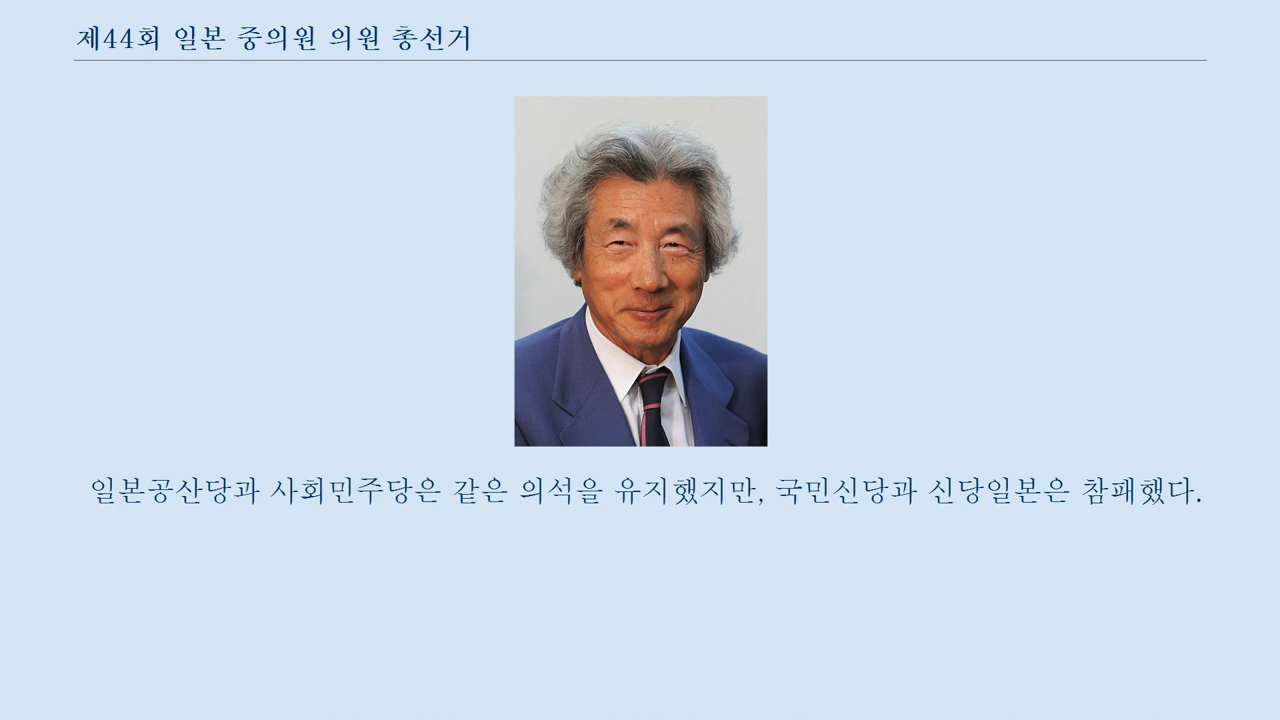 제44회 일본 중의원 의원 총선거
일본공산당과 사회민주당은 같은 의석을 유지했지만, 국민신당과 신당일본은 참패했다.